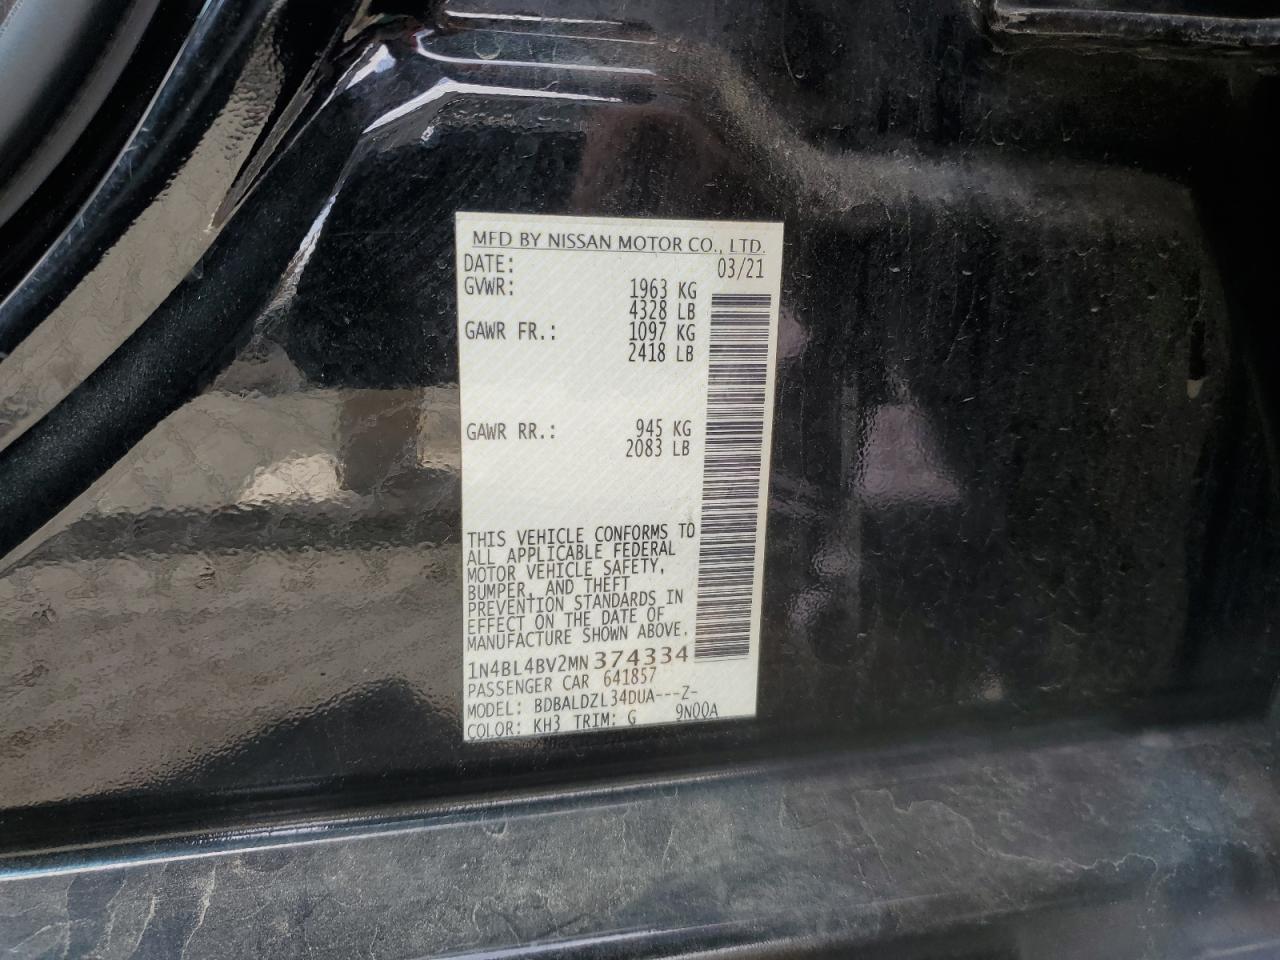 MFD BY NISSAN MOTOR CO., LTD.
DATE: 03/21
GVWR: 1963 KG
4328 LB
GAWR FR.: 1097 KG
2418 LB
GAWR RR.: 945 KG
2083 LB
THIS VEHICLE CONFORMS TO
ALL APPLICABLE FEDERAL
MOTOR VEHICLE SAFETY,
BUMPER, AND THEFT
PREVENTION STANDARDS IN
EFFECT ON THE DATE OF
MANUFACTURE SHOWN ABOVE.
1N4BL4BV2MN374334
PASSENGER CAR 641857
MODEL: BDBALDZL34DUA---Z-
COLOR: KH3 TRIM: G 9N00A